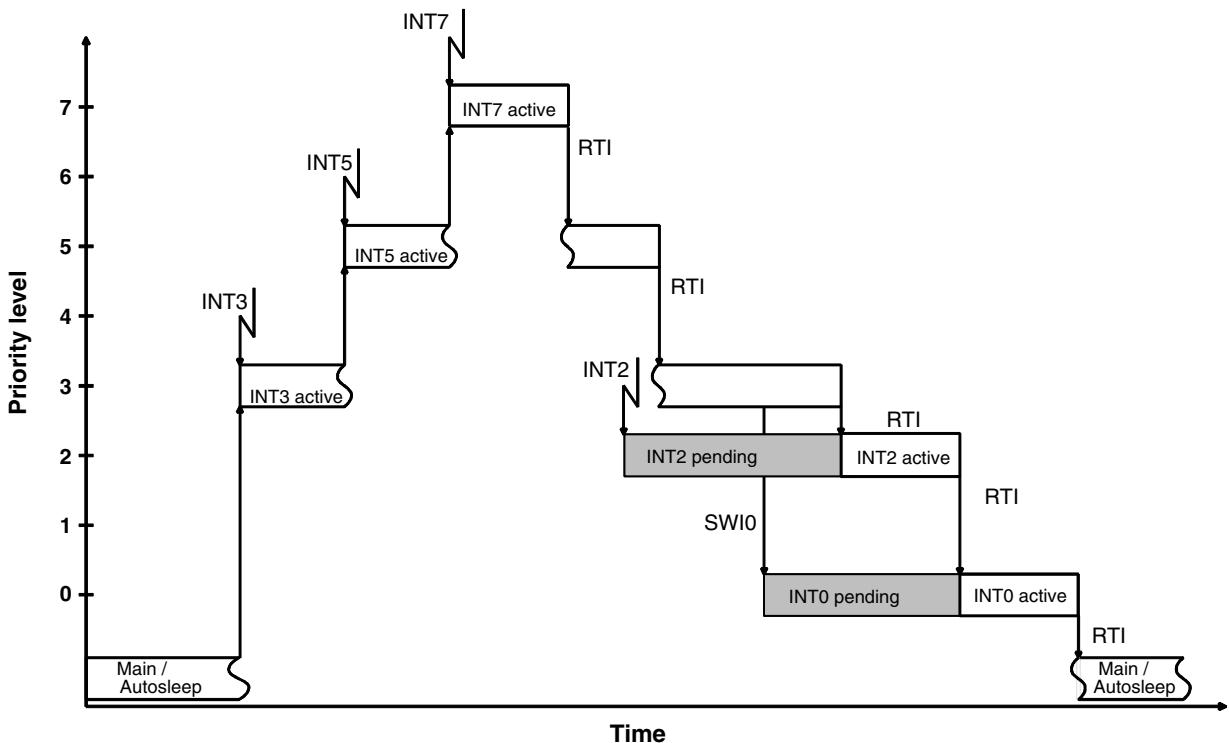 INT7
7
INT7 active
RTI
INT5
6
5
INT5 active
RTI
INT3
4
INT2
3
INT3 active
RTI
2
INT2 pending
INT2 active
RTI
1
SWI0
0
INT0 pending
INT0 active
RTI
Main /
Autosleep
Main /
Autosleep
Priority level
Time